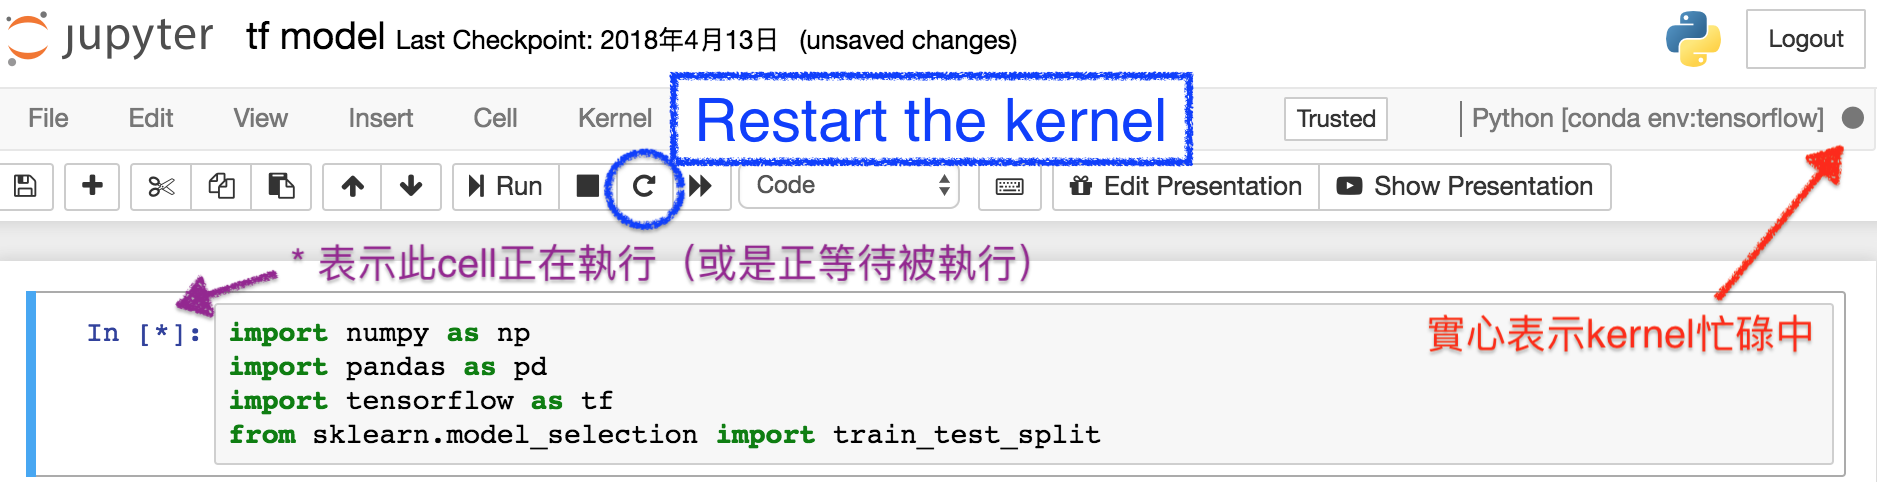 jupyter tf model Last Checkpoint: 2018年4月13日 (unsaved changes) Logout
File Edit View Insert Cell Kernel Restart the kernel Trusted Python [conda env:tensorflow]
Run Code Edit Presentation Show Presentation
* 表示此cell正在執行（或是正等待被執行）
In [*]: import numpy as np
import pandas as pd
import tensorflow as tf
from sklearn.model_selection import train_test_split
實心表示kernel忙碌中